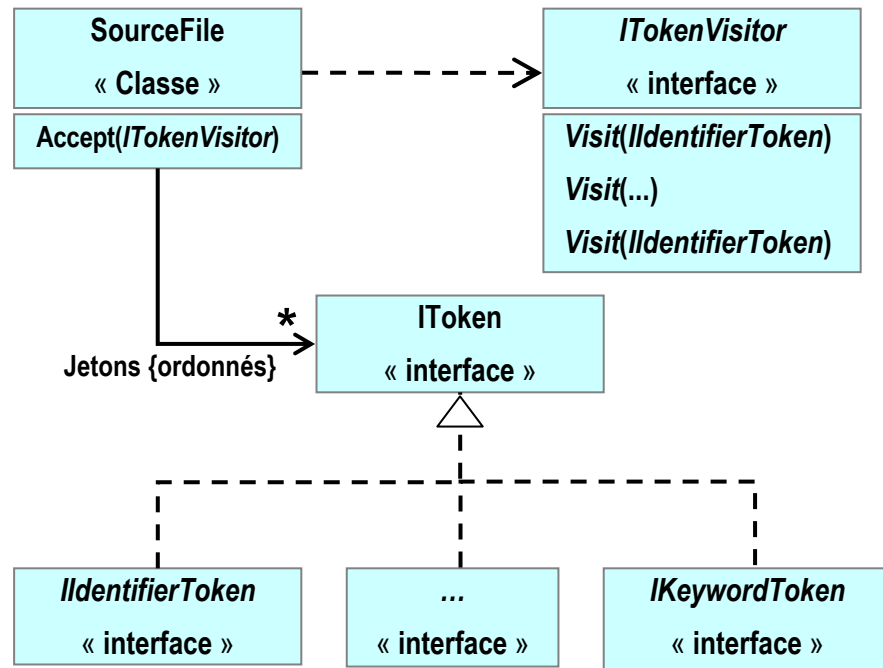 SourceFile
« Classe »
Accept(ITokenVisitor)
ITokenVisitor
« interface »
Visit(IIdentifierToken)
Visit(...)
Visit(IIdentifierToken)
*
Jetons {ordonnés}
IToken
« interface »
IIdentifierToken
« interface »
...
« interface »
IKeywordToken
« interface »